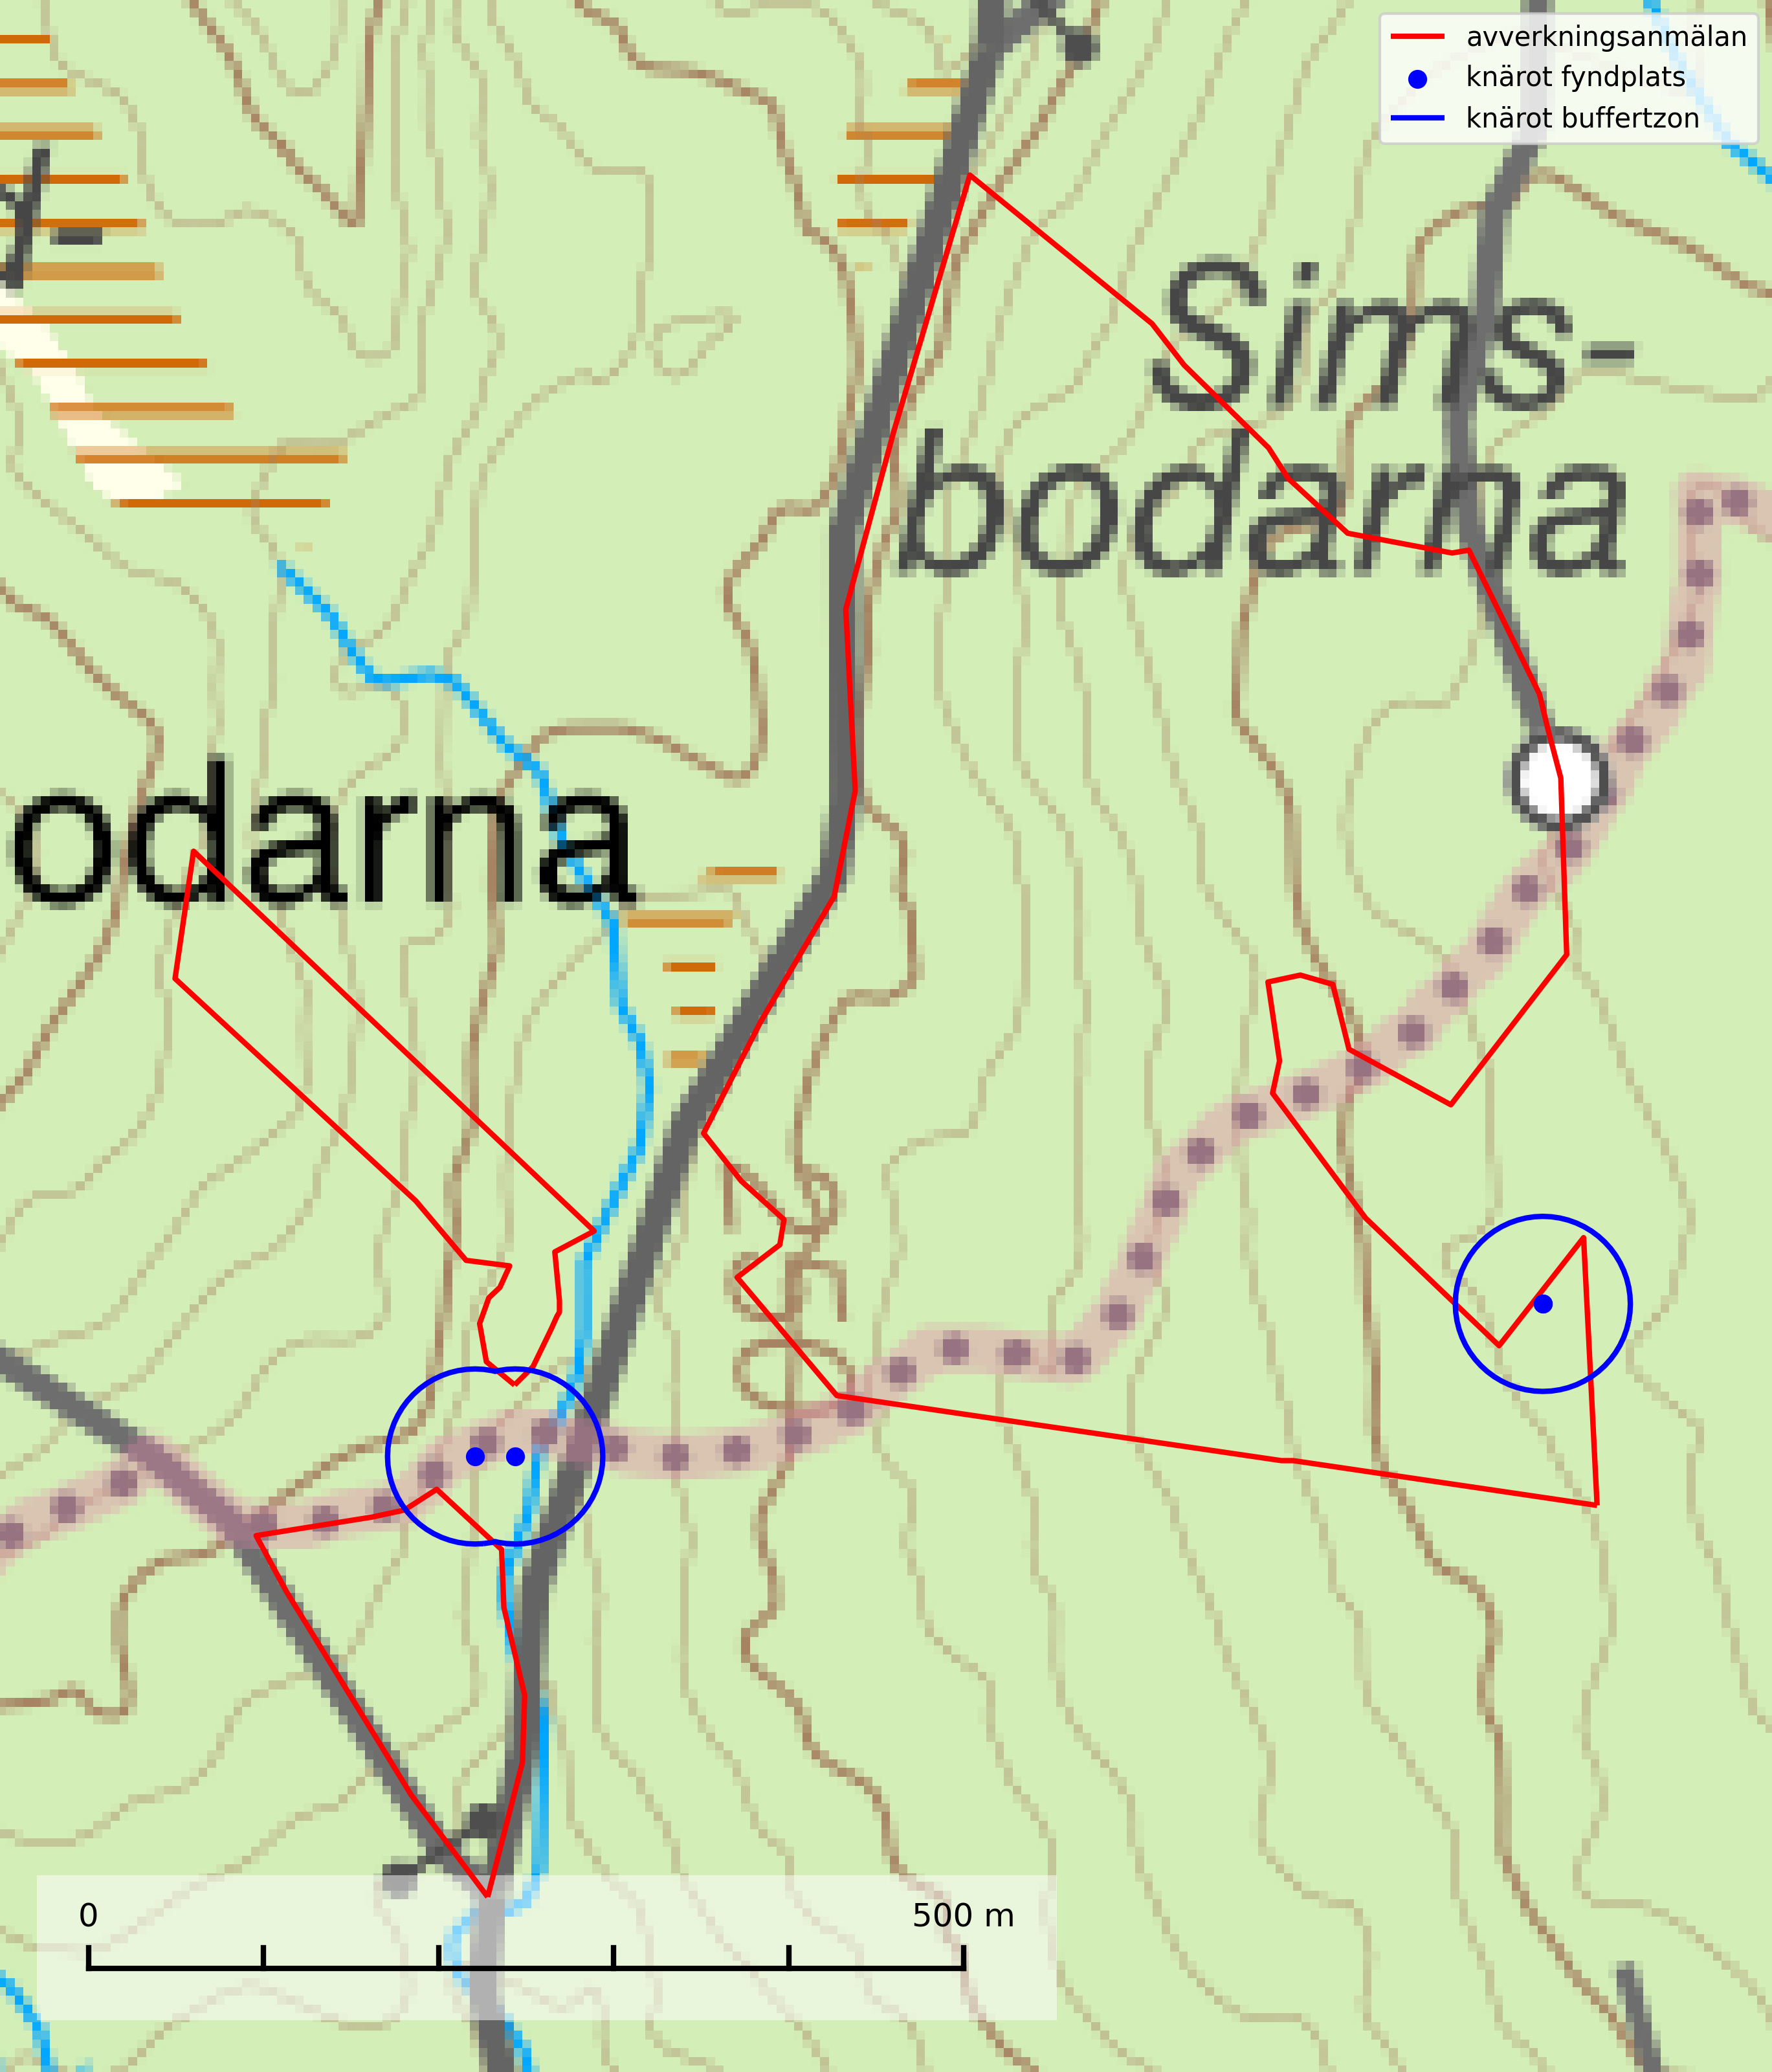 avverkningsanmälan
knärot fyndplats
knärot buffertzon
Sims-
bodarna
odarna
0 500 m